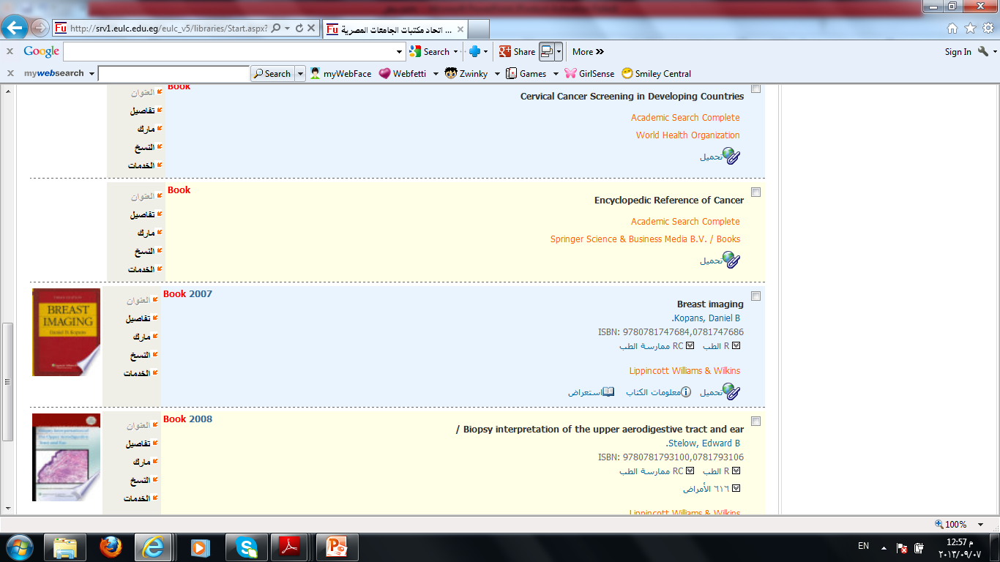 http://srv1.eulc.edu.eg/eulc_v5/libraries/Start.aspx?
اتحاد مكتبات الجامعات المصرية ...
Google
Search
Share
More »
Sign In
mywebsearch
Search
myWebFace
Webfetti
Zwinky
Games
GirlSense
Smiley Central
Book
العنوان
تفاصيل
مارك
النسخ
الخدمات
Cervical Cancer Screening in Developing Countries
Academic Search Complete
World Health Organization
تحميل
Book
العنوان
تفاصيل
مارك
النسخ
الخدمات
Encyclopedic Reference of Cancer
Academic Search Complete
Springer Science & Business Media B.V. / Books
تحميل
BREAST
IMAGING
Daniel B. Kopans
Book 2007
العنوان
تفاصيل
مارك
النسخ
الخدمات
Breast imaging
.Kopans, Daniel B
ISBN: 9780781747684,0781747686
R الطب RC ممارسة الطب
Lippincott Williams & Wilkins
تحميل معلومات الكتاب استعراض
Book 2008
العنوان
تفاصيل
مارك
النسخ
الخدمات
/ Biopsy interpretation of the upper aerodigestive tract and ear
.Stelow, Edward B
ISBN: 9780781793100,0781793106
R الطب RC ممارسة الطب
٦١٦ الأمراض
Lippincott Williams & Wilkins
100%
EN
12:57 م
٢٠١٣/٠٩/٠٧